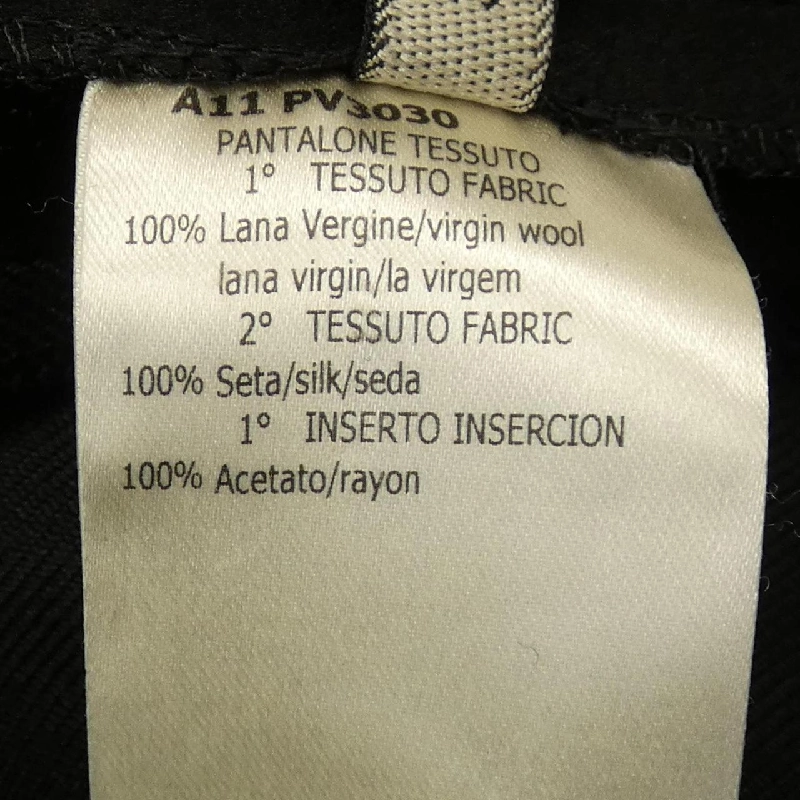 A11 PV3030
PANTALONE TESSUTO
1° TESSUTO FABRIC
100% Lana Vergine/virgin wool
lana virgin/la virgem
2° TESSUTO FABRIC
100% Seta/silk/seda
1° INSERTO INSERCION
100% Acetato/rayon